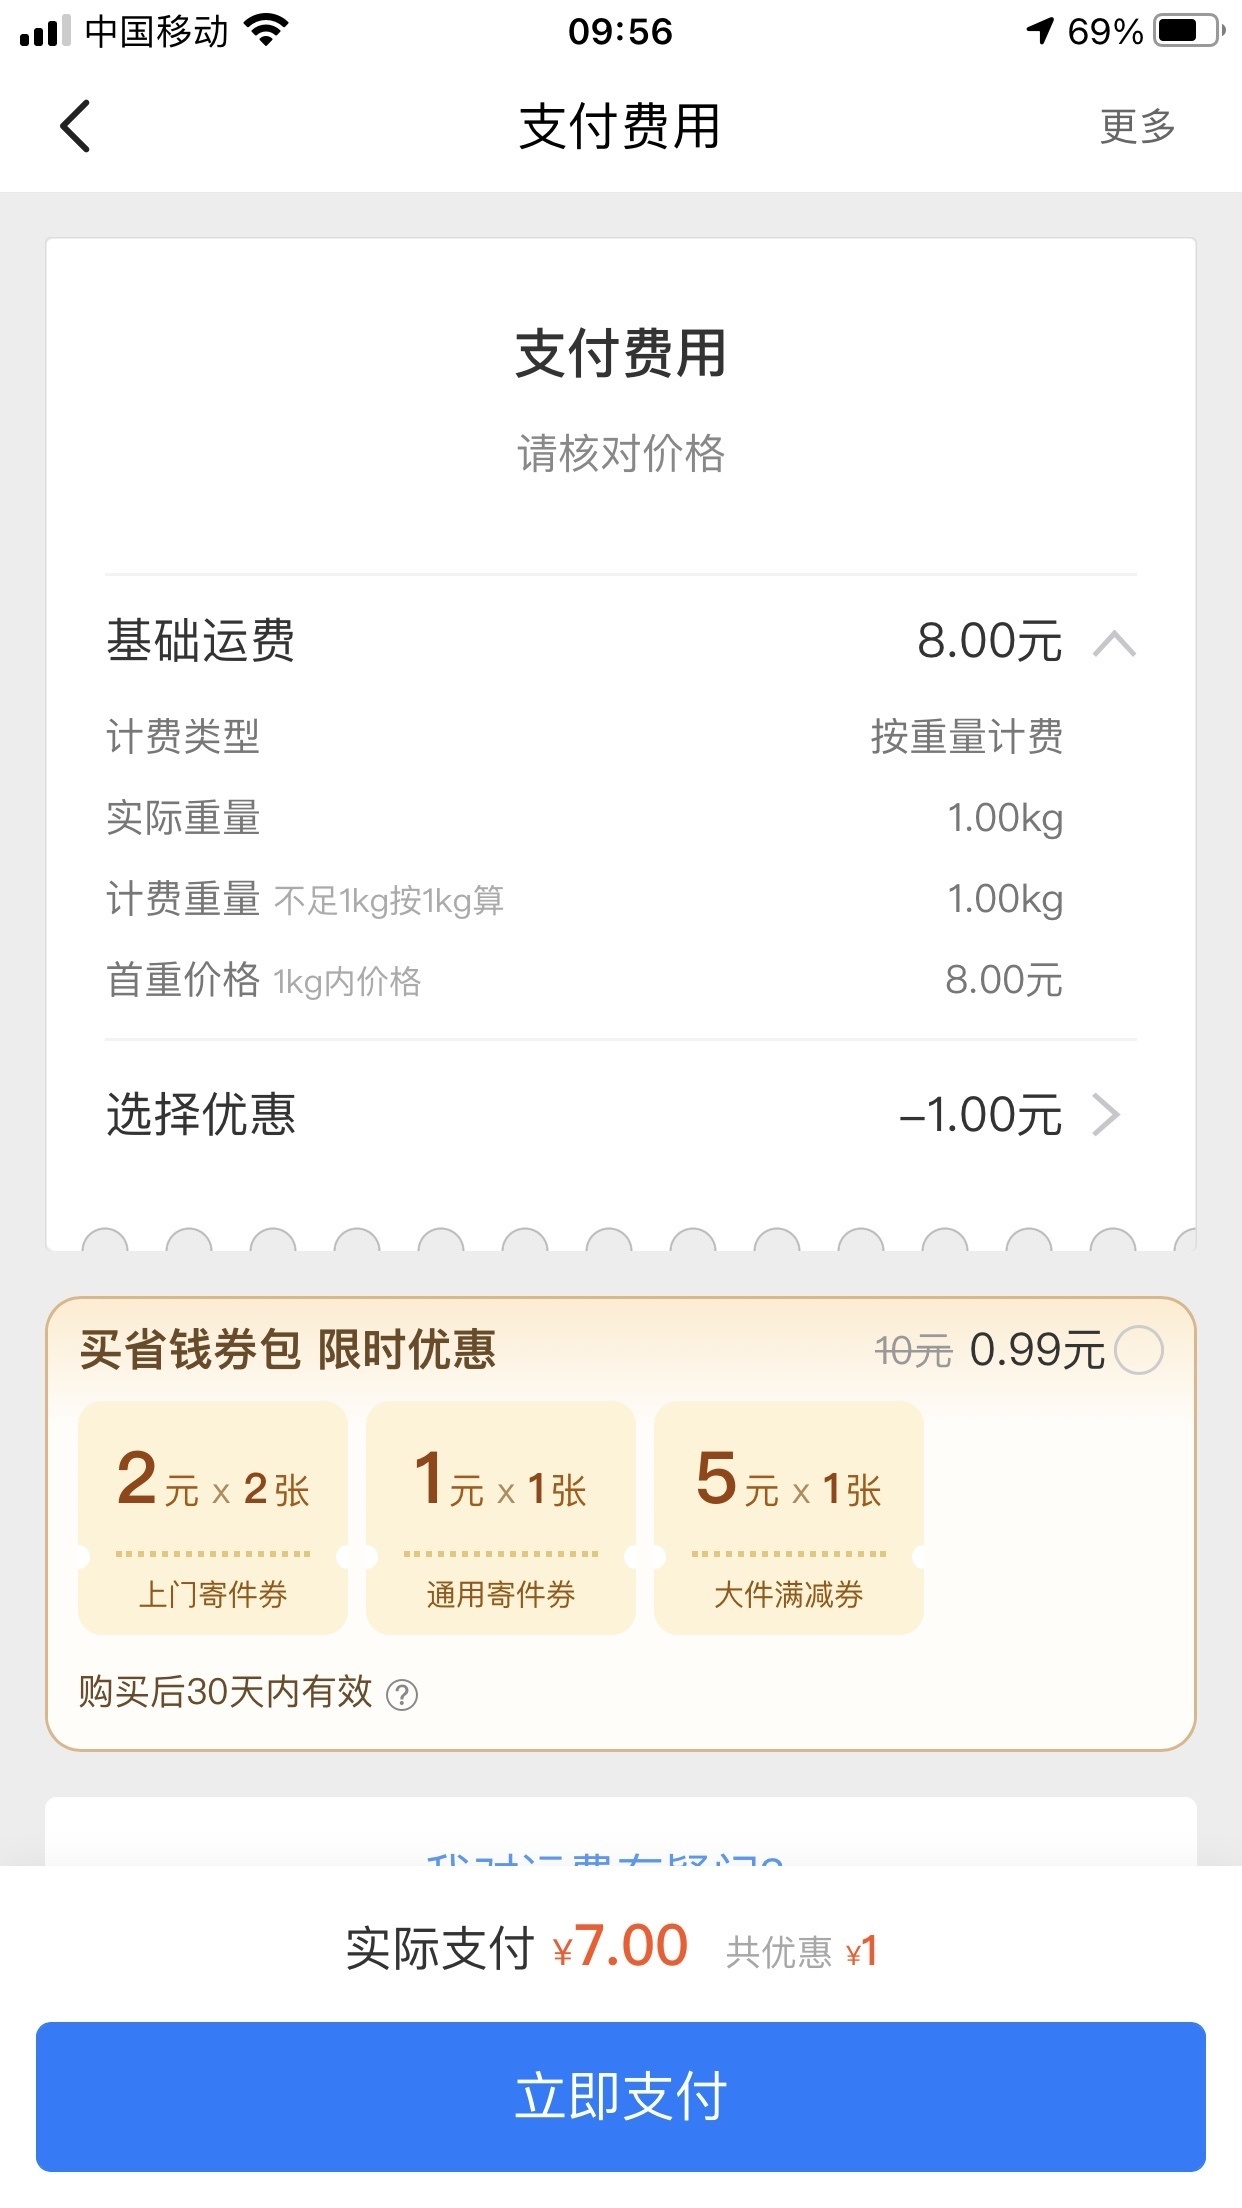 中国移动 09:56 69%
支付费用 更多
支付费用
请核对价格
基础运费 8.00元
计费类型 按重量计费
实际重量 1.00kg
计费重量 不足1kg按1kg算 1.00kg
首重价格 1kg内价格 8.00元
选择优惠 -1.00元
买省钱券包 限时优惠 10元 0.99元
2元 x 2张 1元 x 1张 5元 x 1张
上门寄件券 通用寄件券 大件满减券
购买后30天内有效 ?
我对运费有疑问?
实际支付 ¥7.00 共优惠 ¥1
立即支付